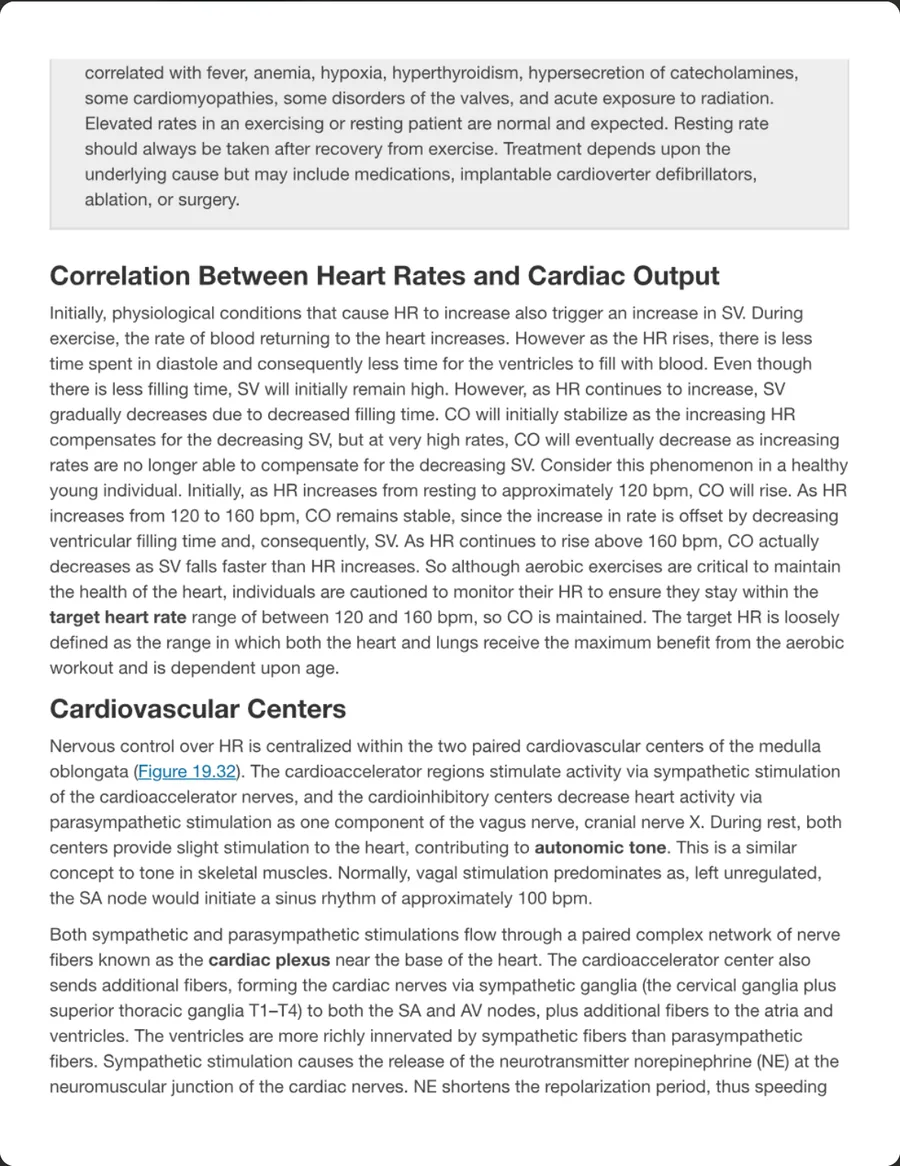 correlated with fever, anemia, hypoxia, hyperthyroidism, hypersecretion of catecholamines,
some cardiomyopathies, some disorders of the valves, and acute exposure to radiation.
Elevated rates in an exercising or resting patient are normal and expected. Resting rate
should always be taken after recovery from exercise. Treatment depends upon the
underlying cause but may include medications, implantable cardioverter defibrillators,
ablation, or surgery.
Correlation Between Heart Rates and Cardiac Output
Initially, physiological conditions that cause HR to increase also trigger an increase in SV. During
exercise, the rate of blood returning to the heart increases. However as the HR rises, there is less
time spent in diastole and consequently less time for the ventricles to fill with blood. Even though
there is less filling time, SV will initially remain high. However, as HR continues to increase, SV
gradually decreases due to decreased filling time. CO will initially stabilize as the increasing HR
compensates for the decreasing SV, but at very high rates, CO will eventually decrease as increasing
rates are no longer able to compensate for the decreasing SV. Consider this phenomenon in a healthy
young individual. Initially, as HR increases from resting to approximately 120 bpm, CO will rise. As HR
increases from 120 to 160 bpm, CO remains stable, since the increase in rate is offset by decreasing
ventricular filling time and, consequently, SV. As HR continues to rise above 160 bpm, CO actually
decreases as SV falls faster than HR increases. So although aerobic exercises are critical to maintain
the health of the heart, individuals are cautioned to monitor their HR to ensure they stay within the
target heart rate range of between 120 and 160 bpm, so CO is maintained. The target HR is loosely
defined as the range in which both the heart and lungs receive the maximum benefit from the aerobic
workout and is dependent upon age.
Cardiovascular Centers
Nervous control over HR is centralized within the two paired cardiovascular centers of the medulla
oblongata (Figure 19.32). The cardioaccelerator regions stimulate activity via sympathetic stimulation
of the cardioaccelerator nerves, and the cardioinhibitory centers decrease heart activity via
parasympathetic stimulation as one component of the vagus nerve, cranial nerve X. During rest, both
centers provide slight stimulation to the heart, contributing to autonomic tone. This is a similar
concept to tone in skeletal muscles. Normally, vagal stimulation predominates as, left unregulated,
the SA node would initiate a sinus rhythm of approximately 100 bpm.
Both sympathetic and parasympathetic stimulations flow through a paired complex network of nerve
fibers known as the cardiac plexus near the base of the heart. The cardioaccelerator center also
sends additional fibers, forming the cardiac nerves via sympathetic ganglia (the cervical ganglia plus
superior thoracic ganglia T1–T4) to both the SA and AV nodes, plus additional fibers to the atria and
ventricles. The ventricles are more richly innervated by sympathetic fibers than parasympathetic
fibers. Sympathetic stimulation causes the release of the neurotransmitter norepinephrine (NE) at the
neuromuscular junction of the cardiac nerves. NE shortens the repolarization period, thus speeding